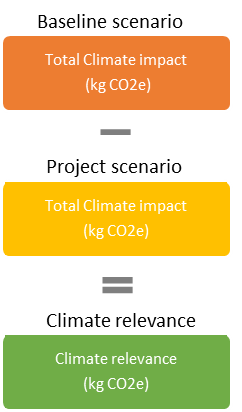 Baseline scenario
Total Climate impact
(kg CO2e)
Project scenario
Total Climate impact
(kg CO2e)
Climate relevance
Climate relevance
(kg CO2e)